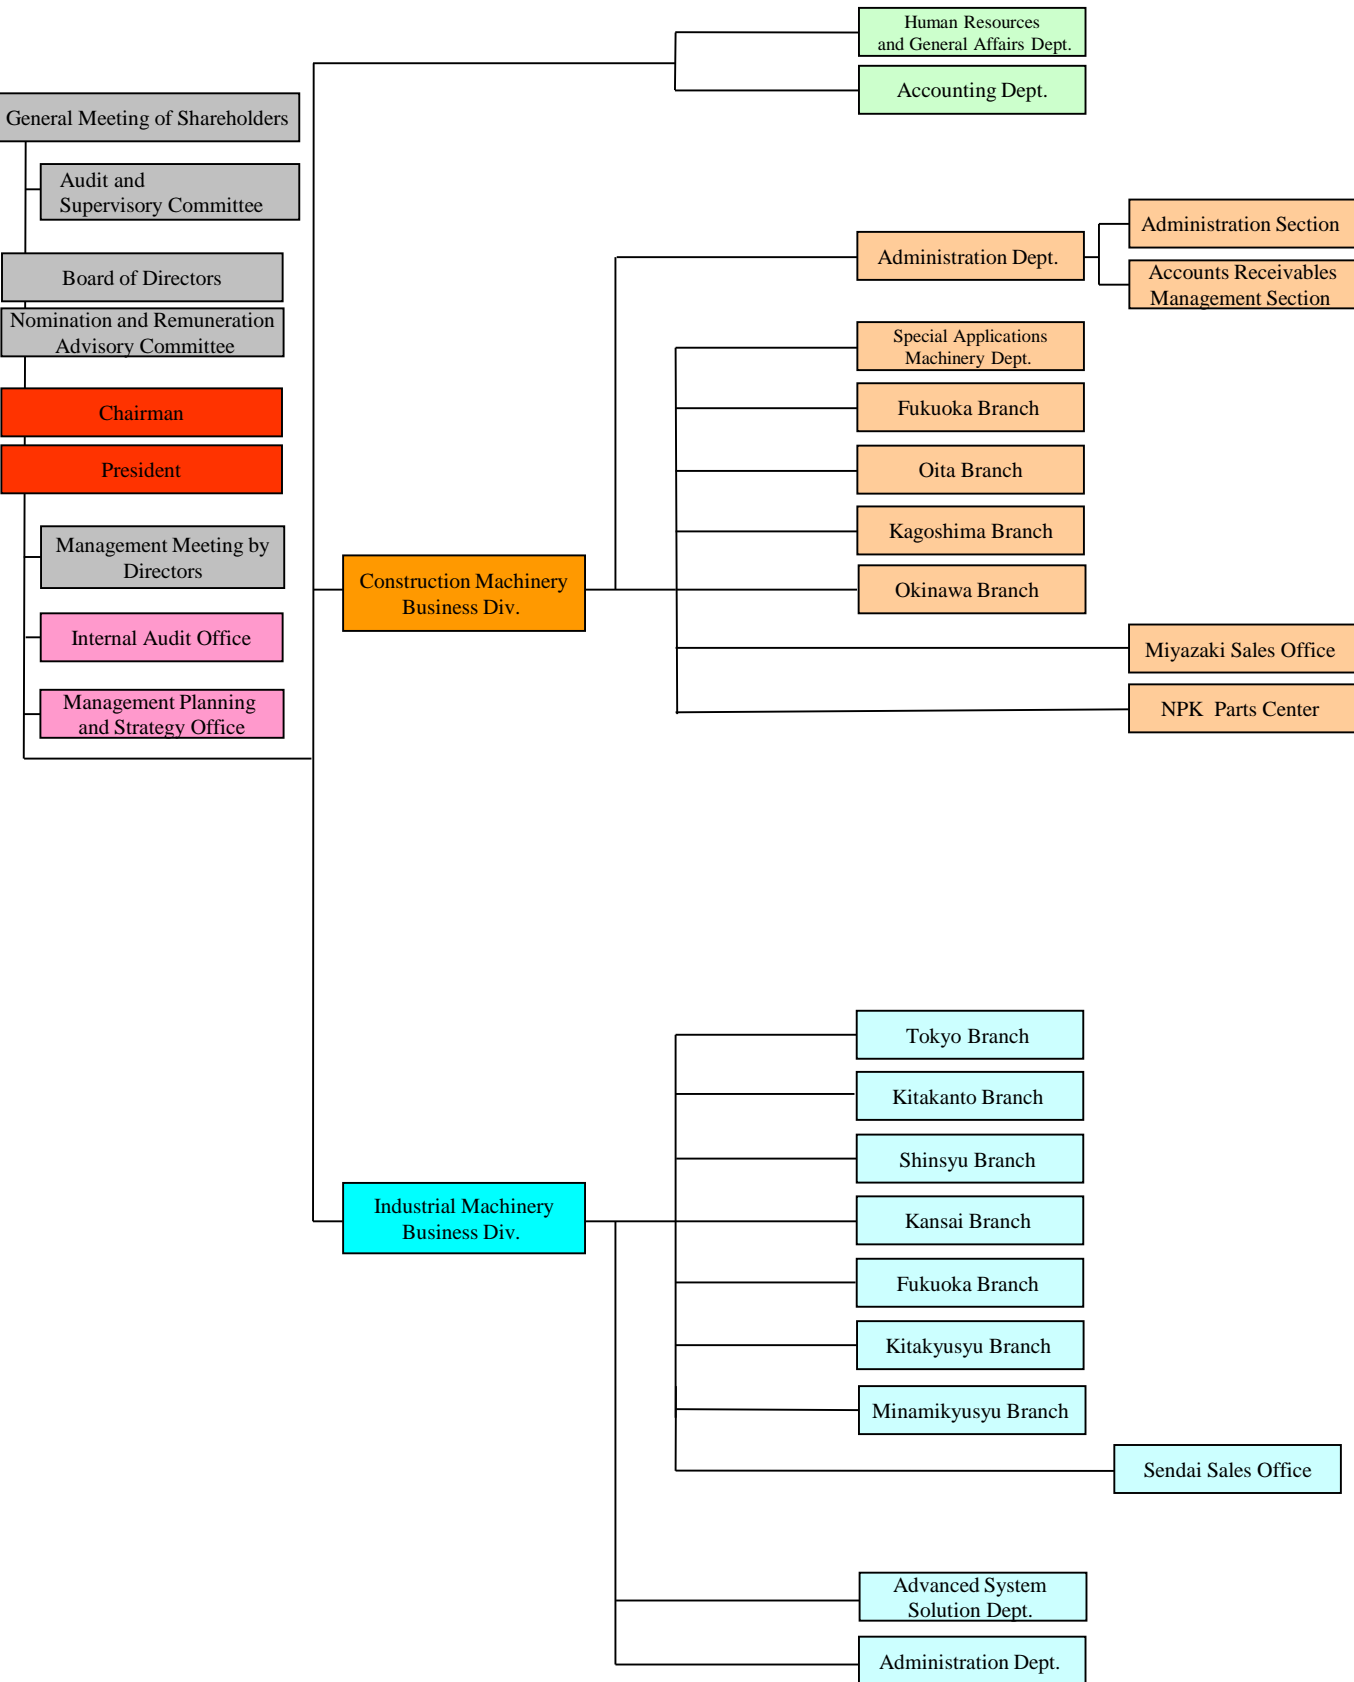 Human Resources
and General Affairs Dept.
Accounting Dept.
General Meeting of Shareholders
Audit and
Supervisory Committee
Board of Directors
Nomination and Remuneration
Advisory Committee
Chairman
President
Management Meeting by
Directors
Internal Audit Office
Management Planning
and Strategy Office
Construction Machinery
Business Div.
Administration Dept.
Administration Section
Accounts Receivables
Management Section
Special Applications
Machinery Dept.
Fukuoka Branch
Oita Branch
Kagoshima Branch
Okinawa Branch
Miyazaki Sales Office
NPK Parts Center
Industrial Machinery
Business Div.
Tokyo Branch
Kitakanto Branch
Shinsyu Branch
Kansai Branch
Fukuoka Branch
Kitakyusyu Branch
Minamikyusyu Branch
Sendai Sales Office
Advanced System
Solution Dept.
Administration Dept.